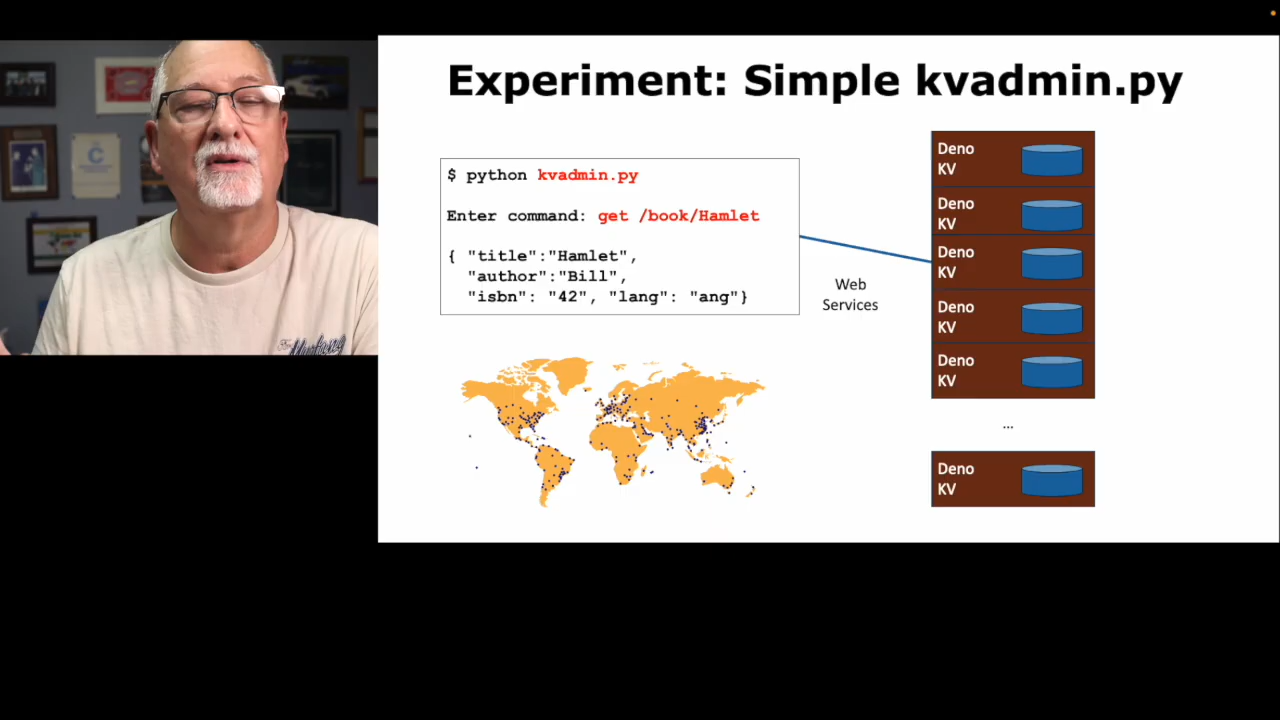 Experiment: Simple kvadmin.py
$ python kvadmin.py
Enter command: get /book/Hamlet
{ "title":"Hamlet",
"author":"Bill",
"isbn": "42", "lang": "ang"}
Web
Services
Deno
KV
Deno
KV
Deno
KV
Deno
KV
Deno
KV
...
Deno
KV